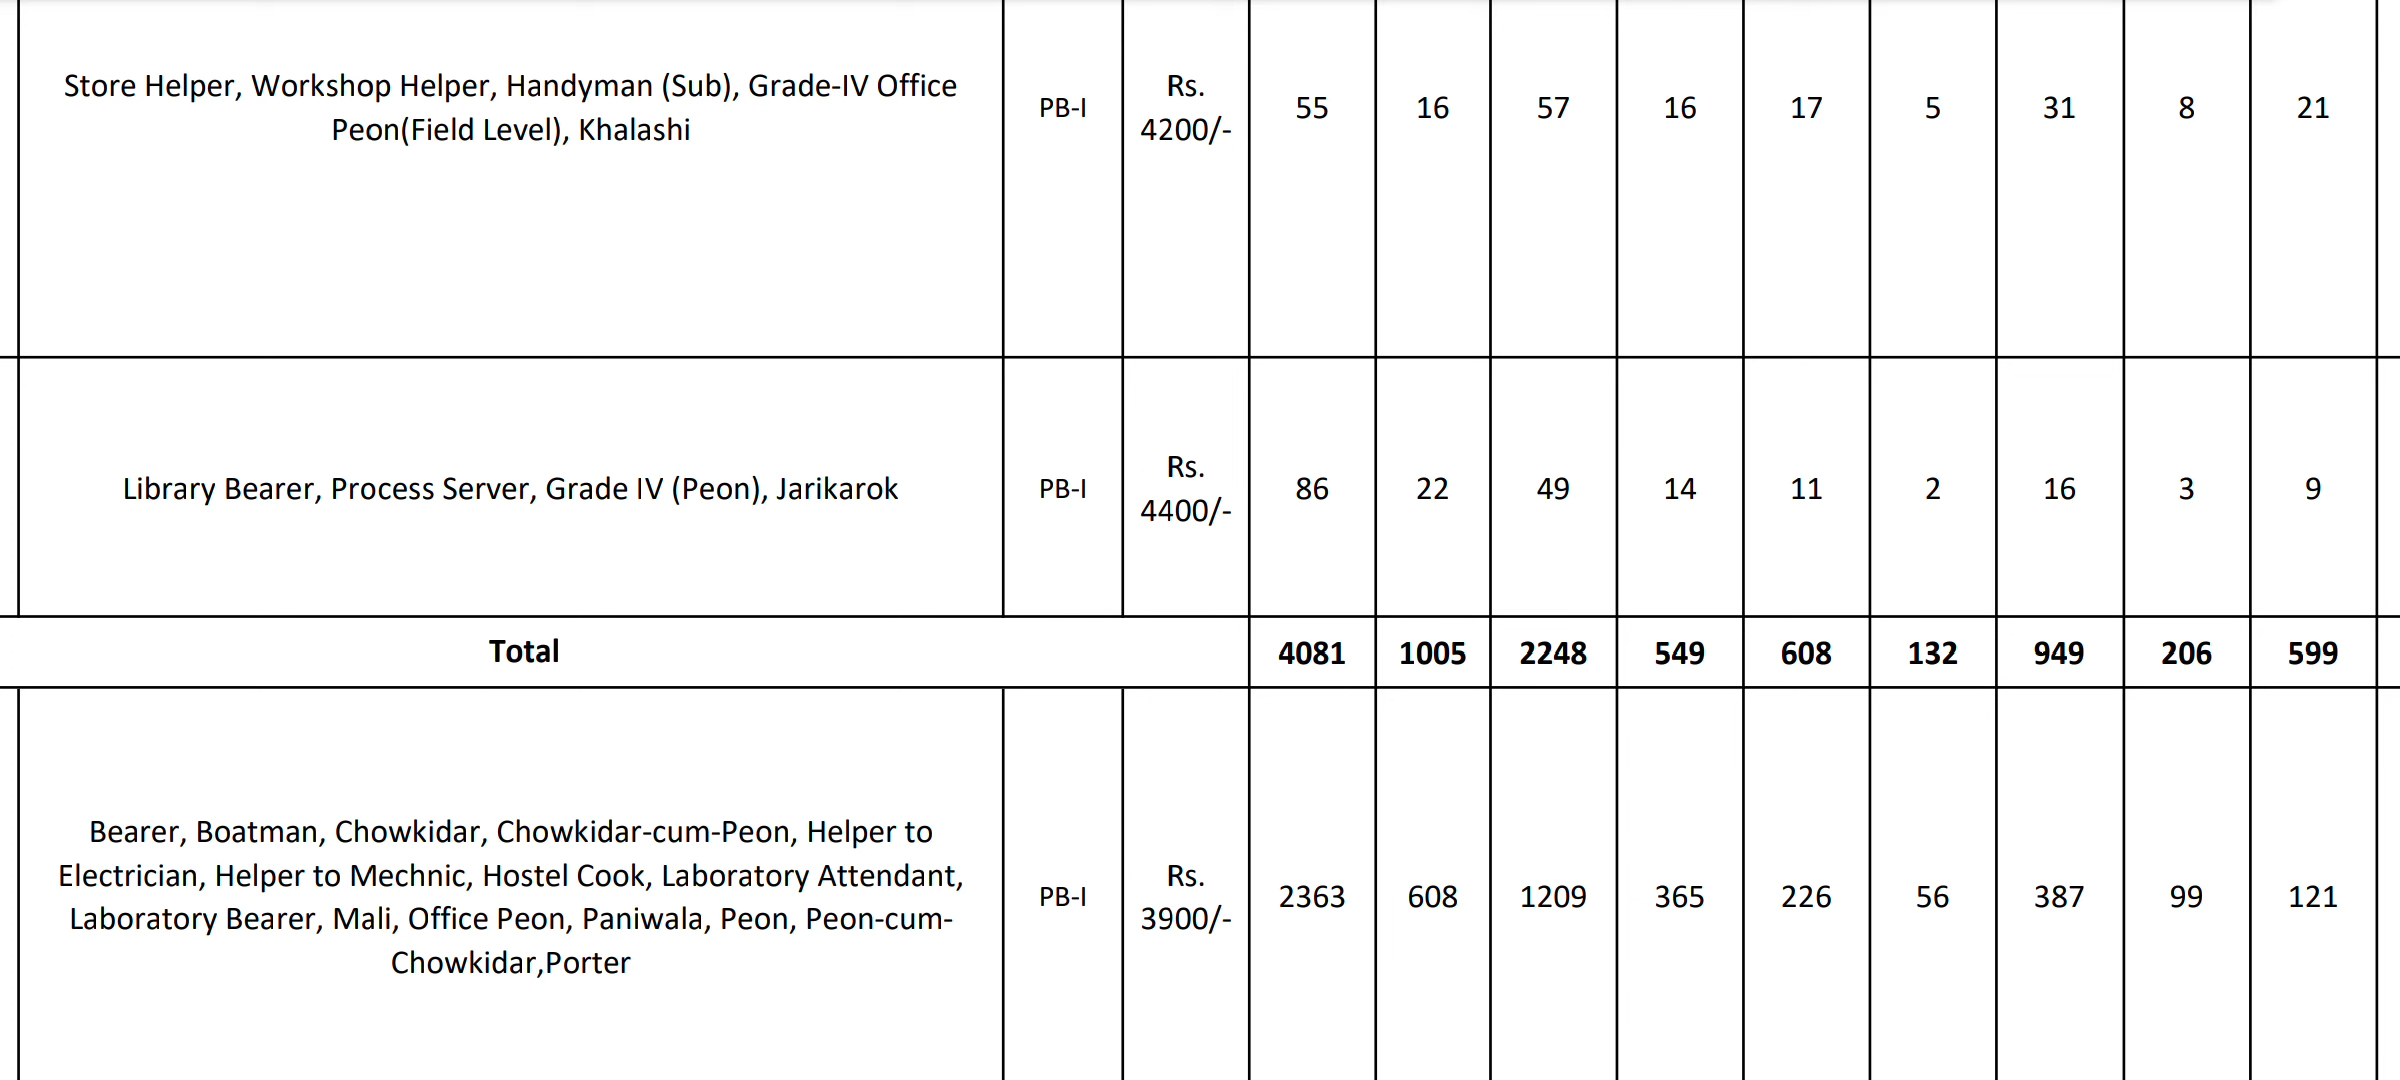 Store Helper, Workshop Helper, Handyman (Sub), Grade-IV Office
Peon(Field Level), Khalashi
PB-I
Rs.
4200/-
55 16 57 16 17 5 31 8 21
Library Bearer, Process Server, Grade IV (Peon), Jarikarok
PB-I
Rs.
4400/-
86 22 49 14 11 2 16 3 9
Total 4081 1005 2248 549 608 132 949 206 599
Bearer, Boatman, Chowkidar, Chowkidar-cum-Peon, Helper to
Electrician, Helper to Mechnic, Hostel Cook, Laboratory Attendant,
Laboratory Bearer, Mali, Office Peon, Paniwala, Peon, Peon-cum-
Chowkidar,Porter
PB-I
Rs.
3900/-
2363 608 1209 365 226 56 387 99 121